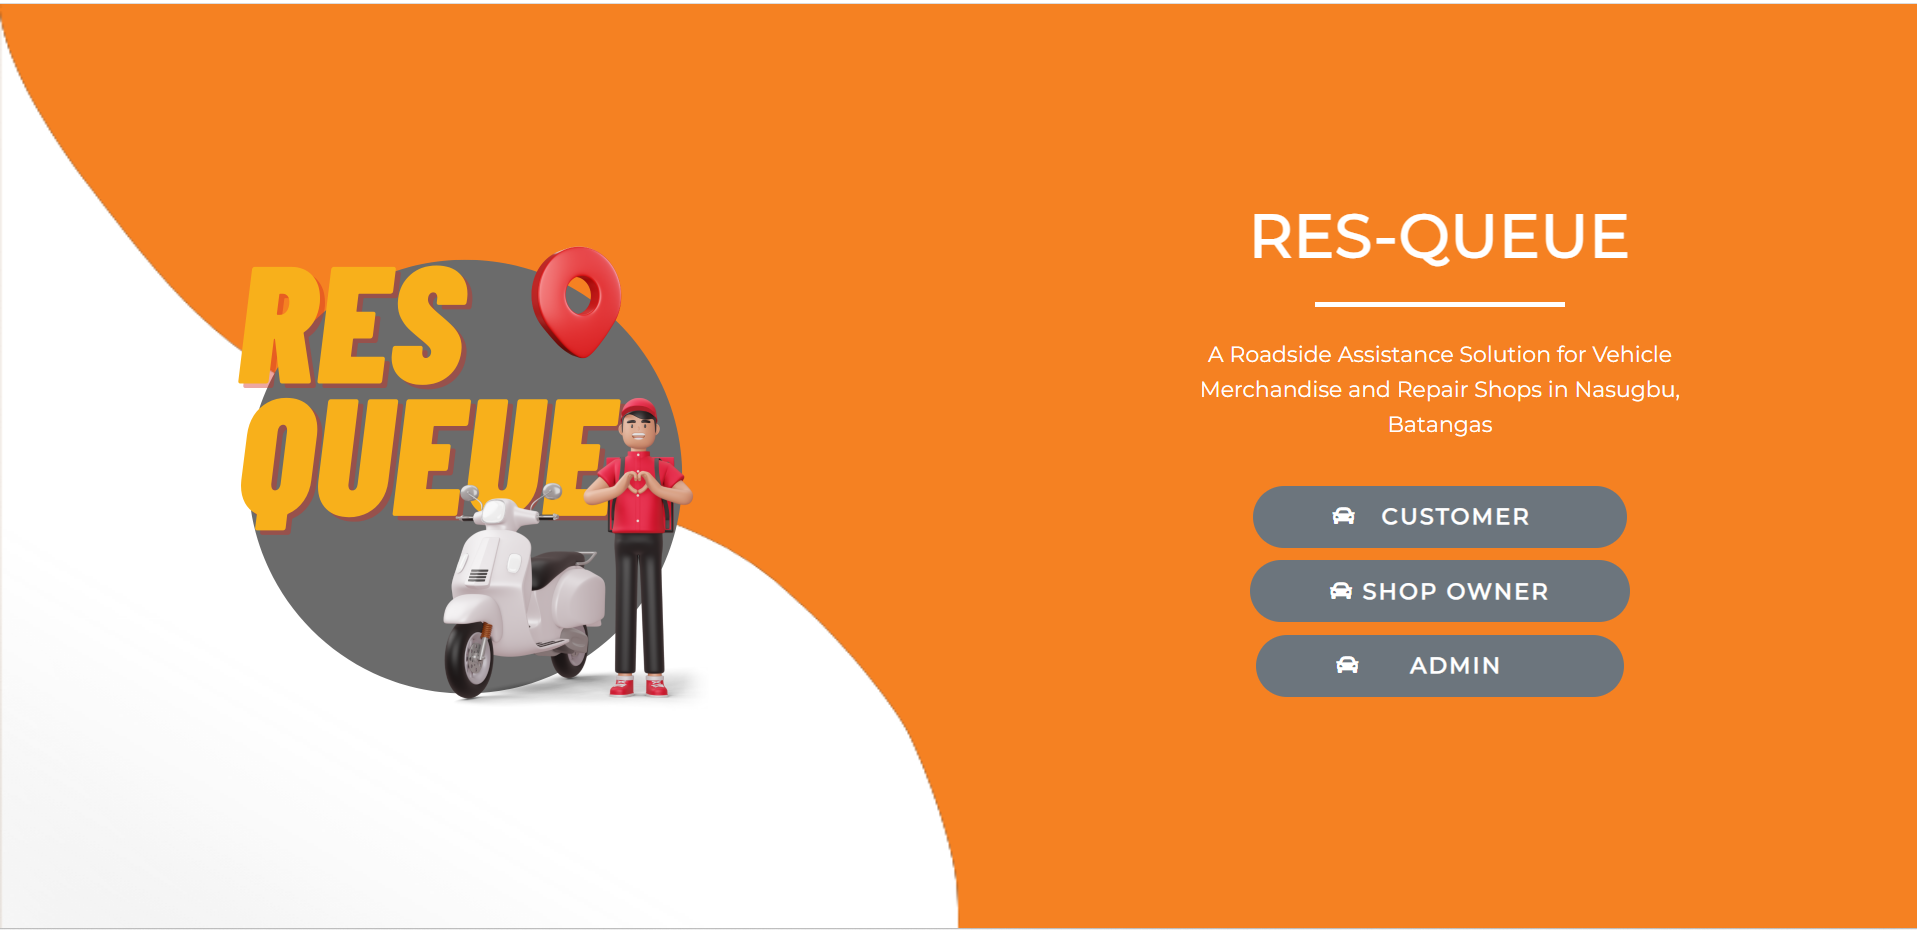 RES
QUEUE
RES-QUEUE
A Roadside Assistance Solution for Vehicle
Merchandise and Repair Shops in Nasugbu,
Batangas
CUSTOMER
SHOP OWNER
ADMIN